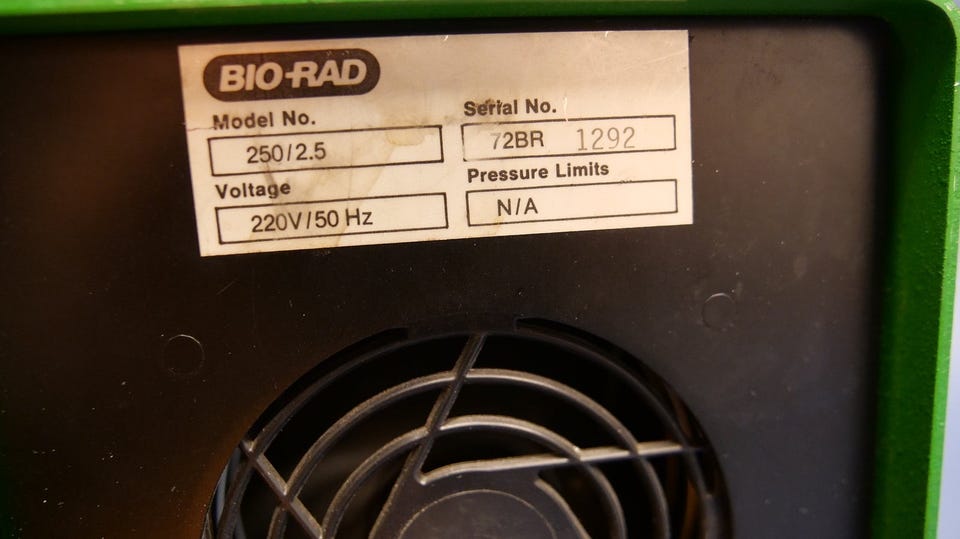 BIO-RAD
Model No.
250/2.5
Serial No.
72BR 1292
Voltage
220V/50 Hz
Pressure Limits
N/A